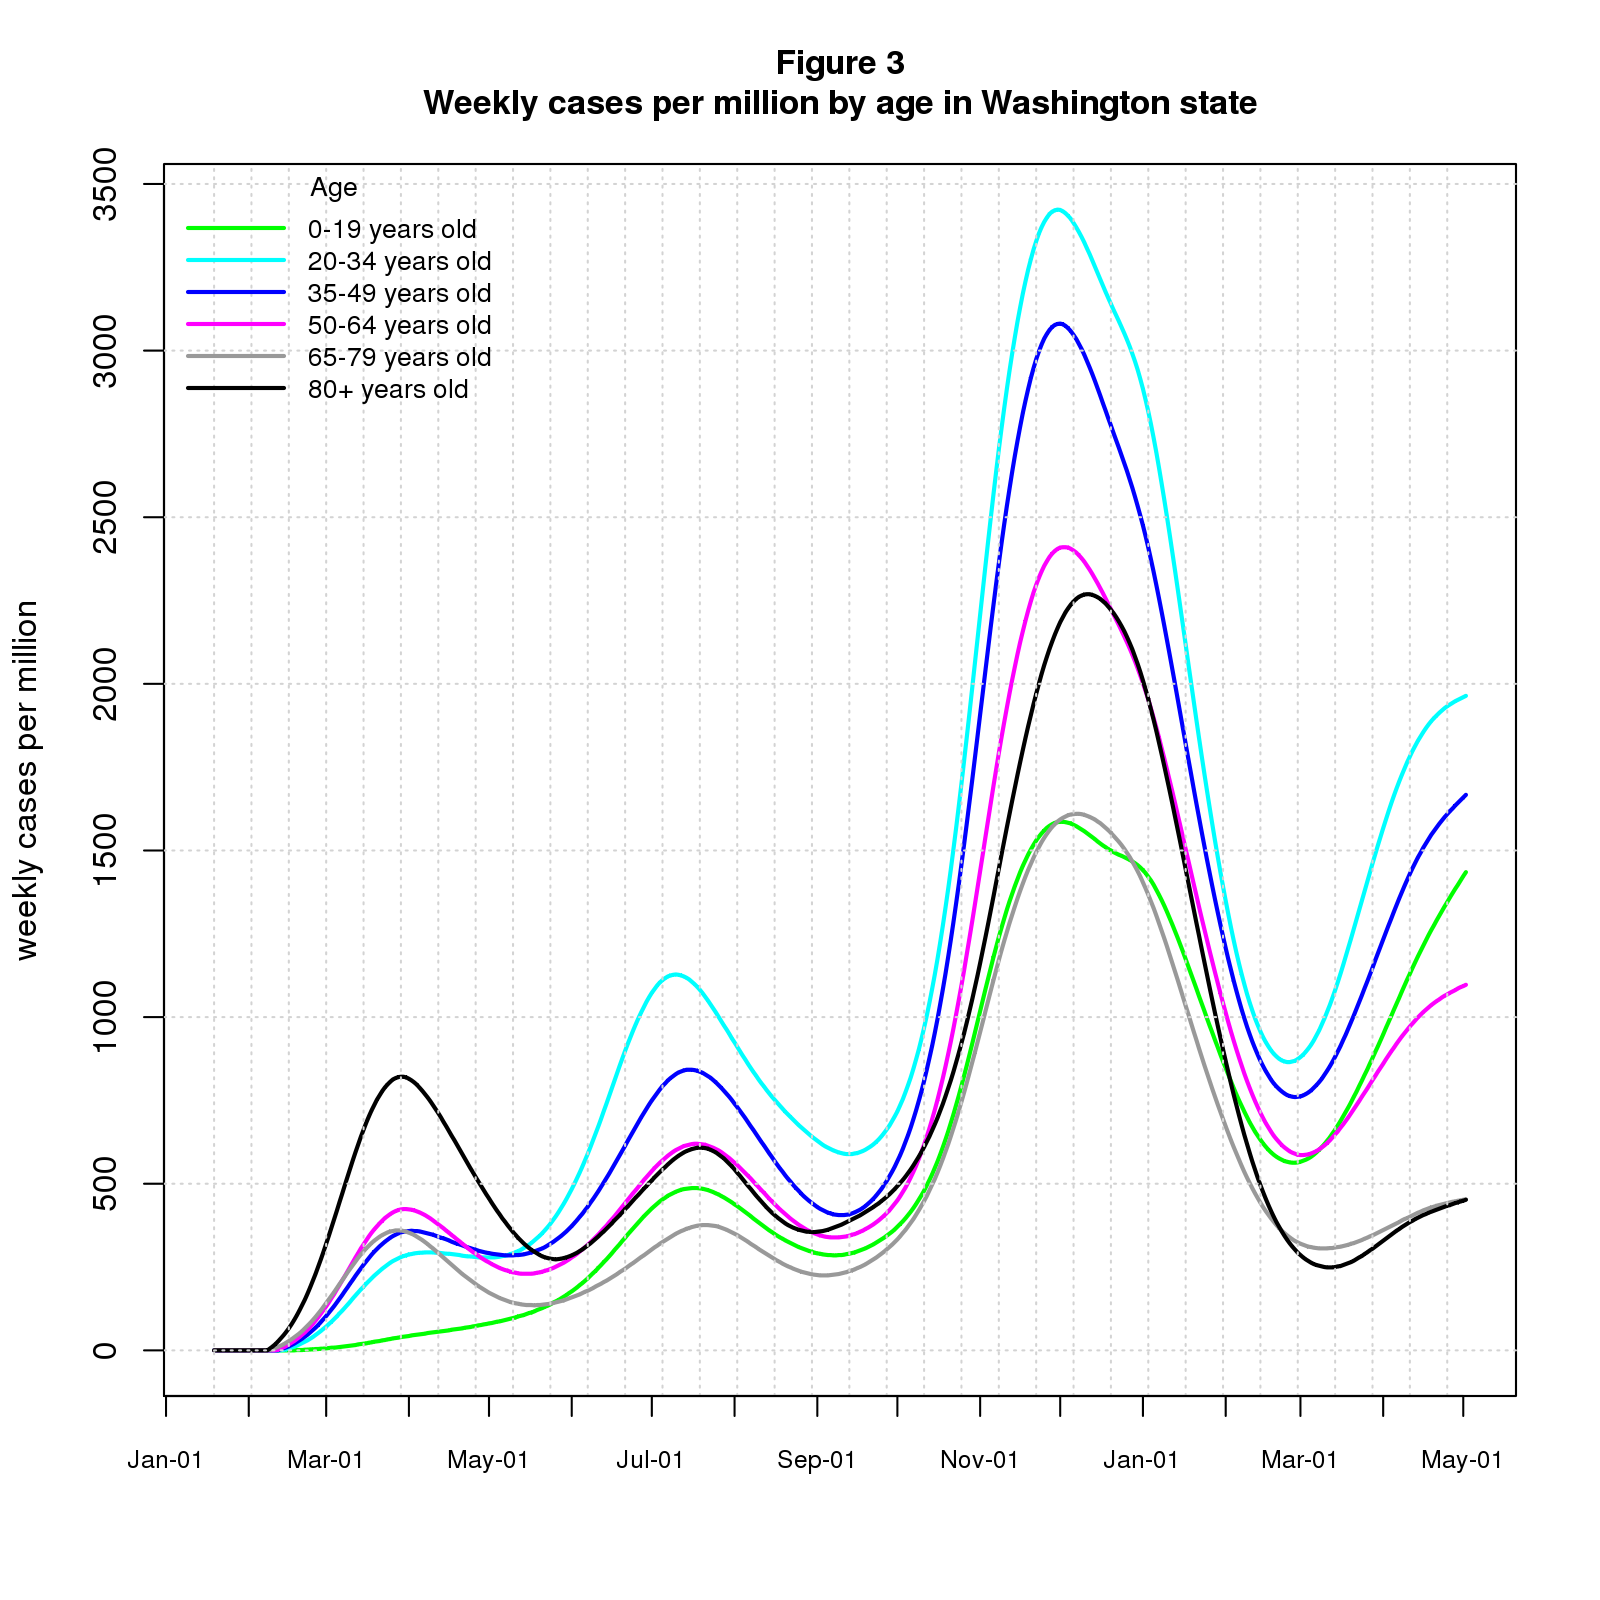 Figure 3
Weekly cases per million by age in Washington state
3500
3000
2500
2000
1500
1000
500
0
weekly cases per million
Age
0-19 years old
20-34 years old
35-49 years old
50-64 years old
65-79 years old
80+ years old
Jan-01 Mar-01 May-01 Jul-01 Sep-01 Nov-01 Jan-01 Mar-01 May-01